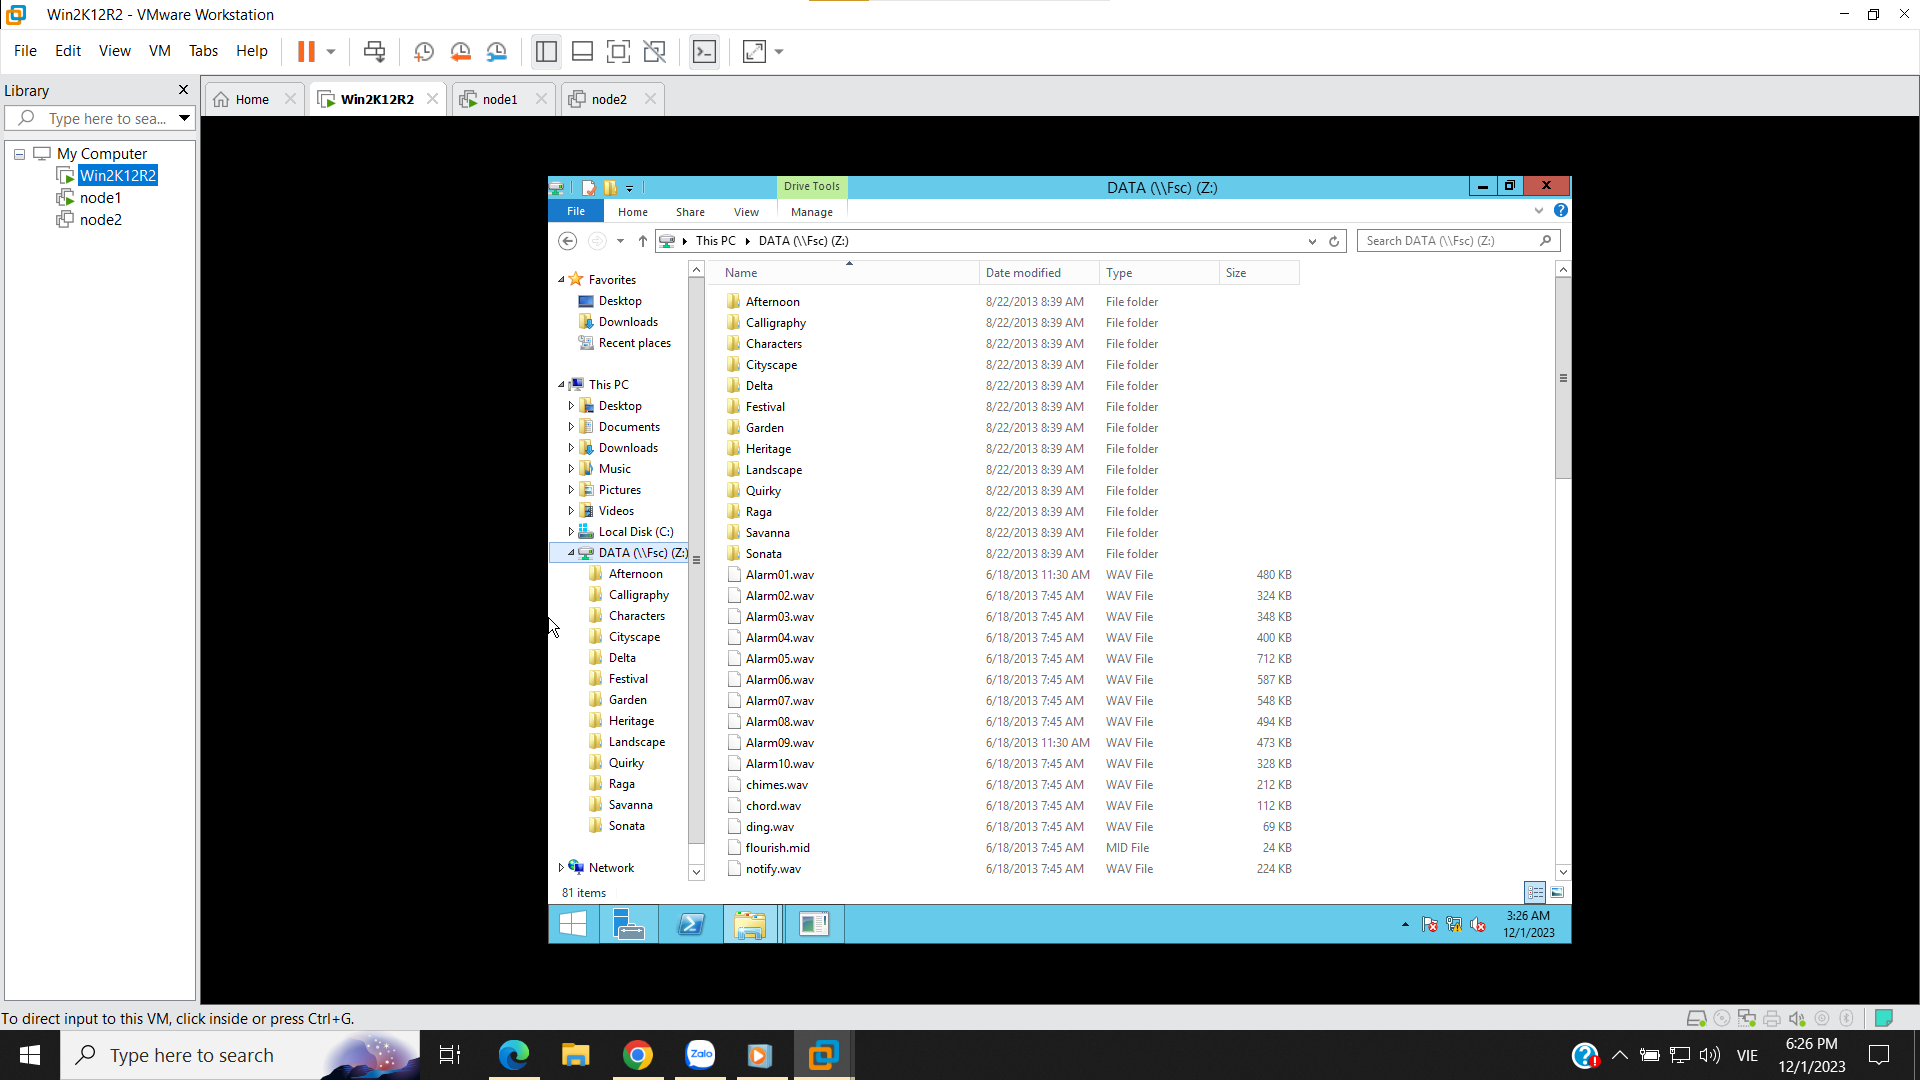 Win2K12R2 - VMware Workstation
File Edit View VM Tabs Help
Library
Type here to sea...
Home
Win2K12R2
node1
node2
My Computer
Win2K12R2
node1
node2
Drive Tools
DATA (\\Fsc) (Z:)
File Home Share View Manage
This PC DATA (\\Fsc) (Z:)
Search DATA (\\Fsc) (Z:)
Favorites
Desktop
Downloads
Recent places
This PC
Desktop
Documents
Downloads
Music
Pictures
Videos
Local Disk (C:)
DATA (\\Fsc) (Z:)
Afternoon
Calligraphy
Characters
Cityscape
Delta
Festival
Garden
Heritage
Landscape
Quirky
Raga
Savanna
Sonata
Network
Name Date modified Type Size
Afternoon 8/22/2013 8:39 AM File folder
Calligraphy 8/22/2013 8:39 AM File folder
Characters 8/22/2013 8:39 AM File folder
Cityscape 8/22/2013 8:39 AM File folder
Delta 8/22/2013 8:39 AM File folder
Festival 8/22/2013 8:39 AM File folder
Garden 8/22/2013 8:39 AM File folder
Heritage 8/22/2013 8:39 AM File folder
Landscape 8/22/2013 8:39 AM File folder
Quirky 8/22/2013 8:39 AM File folder
Raga 8/22/2013 8:39 AM File folder
Savanna 8/22/2013 8:39 AM File folder
Sonata 8/22/2013 8:39 AM File folder
Alarm01.wav 6/18/2013 11:30 AM WAV File 480 KB
Alarm02.wav 6/18/2013 7:45 AM WAV File 324 KB
Alarm03.wav 6/18/2013 7:45 AM WAV File 348 KB
Alarm04.wav 6/18/2013 7:45 AM WAV File 400 KB
Alarm05.wav 6/18/2013 7:45 AM WAV File 712 KB
Alarm06.wav 6/18/2013 7:45 AM WAV File 587 KB
Alarm07.wav 6/18/2013 7:45 AM WAV File 548 KB
Alarm08.wav 6/18/2013 7:45 AM WAV File 494 KB
Alarm09.wav 6/18/2013 11:30 AM WAV File 473 KB
Alarm10.wav 6/18/2013 7:45 AM WAV File 328 KB
chimes.wav 6/18/2013 7:45 AM WAV File 212 KB
chord.wav 6/18/2013 7:45 AM WAV File 112 KB
ding.wav 6/18/2013 7:45 AM WAV File 69 KB
flourish.mid 6/18/2013 7:45 AM MID File 24 KB
notify.wav 6/18/2013 7:45 AM WAV File 224 KB
81 items
3:26 AM
12/1/2023
To direct input to this VM, click inside or press Ctrl+G.
Type here to search
Zalo
VIE
6:26 PM
12/1/2023